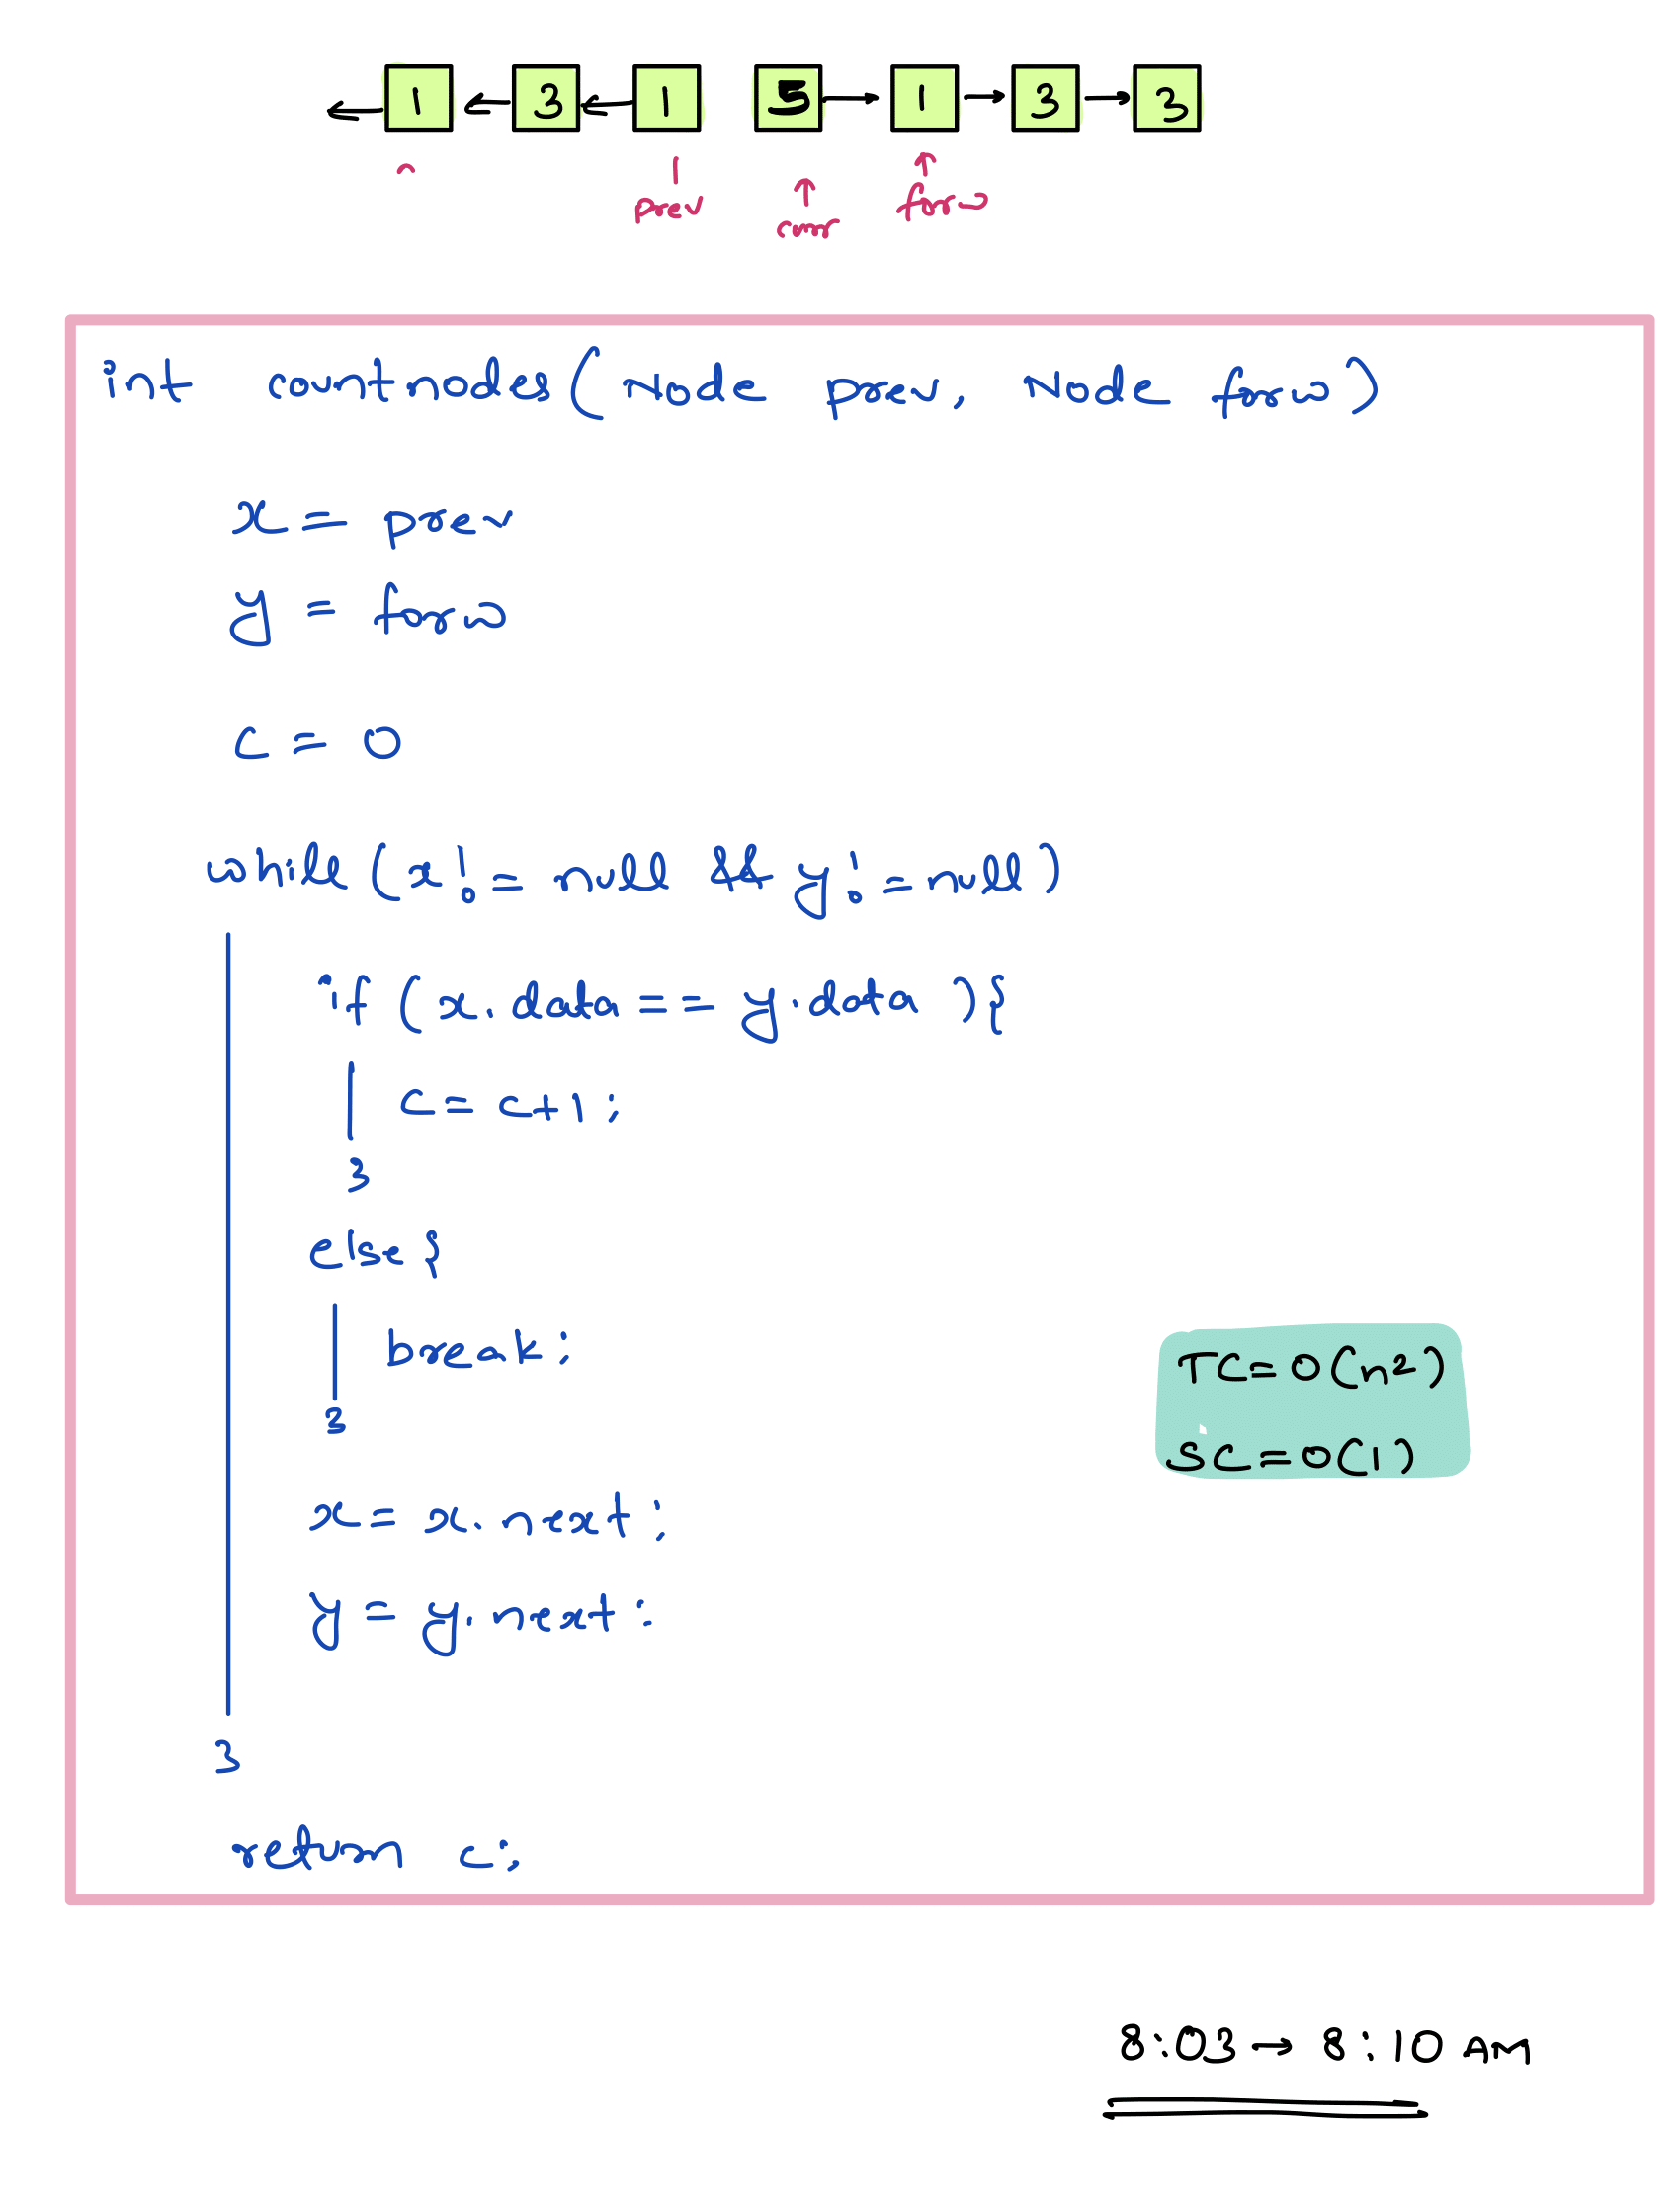 1 3 1 5 1 3 3
prev curr forw
int countnodes(Node prev, Node forw)
x = prev
y = forw
c = 0
while (x != null && y != null)
if (x.data == y.data ){
c = c+1;
}
else {
break;
}
x = x.next;
y = y.next;
}
return c;
TC = O(n²)
SC = O(1)
8:03 → 8:10 AM